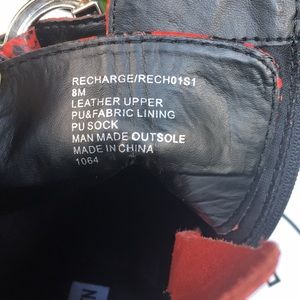 RECHARGE/RECH01S1
8M
LEATHER UPPER
PU&FABRIC LINING
PU SOCK
MAN MADE OUTSOLE
MADE IN CHINA
1064